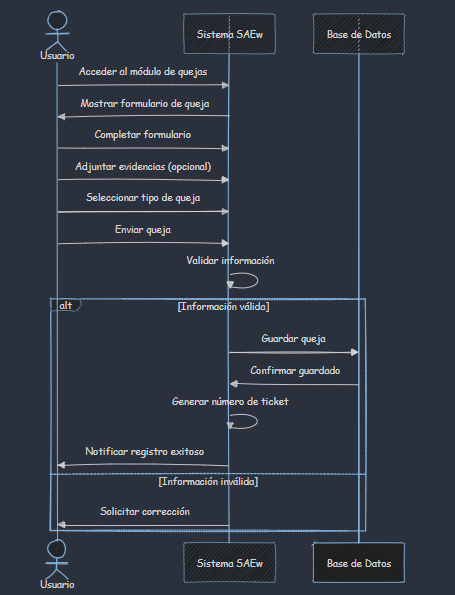 Usuario
Sistema SAEw
Base de Datos
Acceder al módulo de quejas
Mostrar formulario de queja
Completar formulario
Adjuntar evidencias (opcional)
Seleccionar tipo de queja
Enviar queja
Validar información
alt
[Información válida]
Guardar queja
Confirmar guardado
Generar número de ticket
Notificar registro exitoso
[Información inválida]
Solicitar corrección
Usuario
Sistema SAEw
Base de Datos